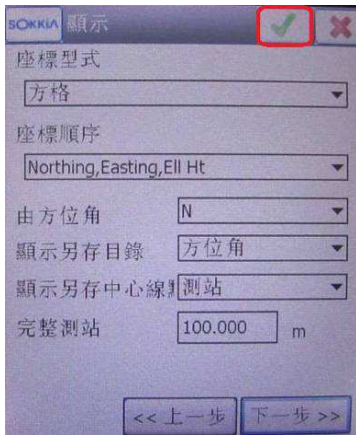 SOKKIA 顯示
座標型式
方格
座標順序
Northing,Easting,Ell Ht
由方位角 N
顯示另存目錄 方位角
顯示另存中心線 測站
完整測站 100.000 m
<< 上一步 下一步 >>